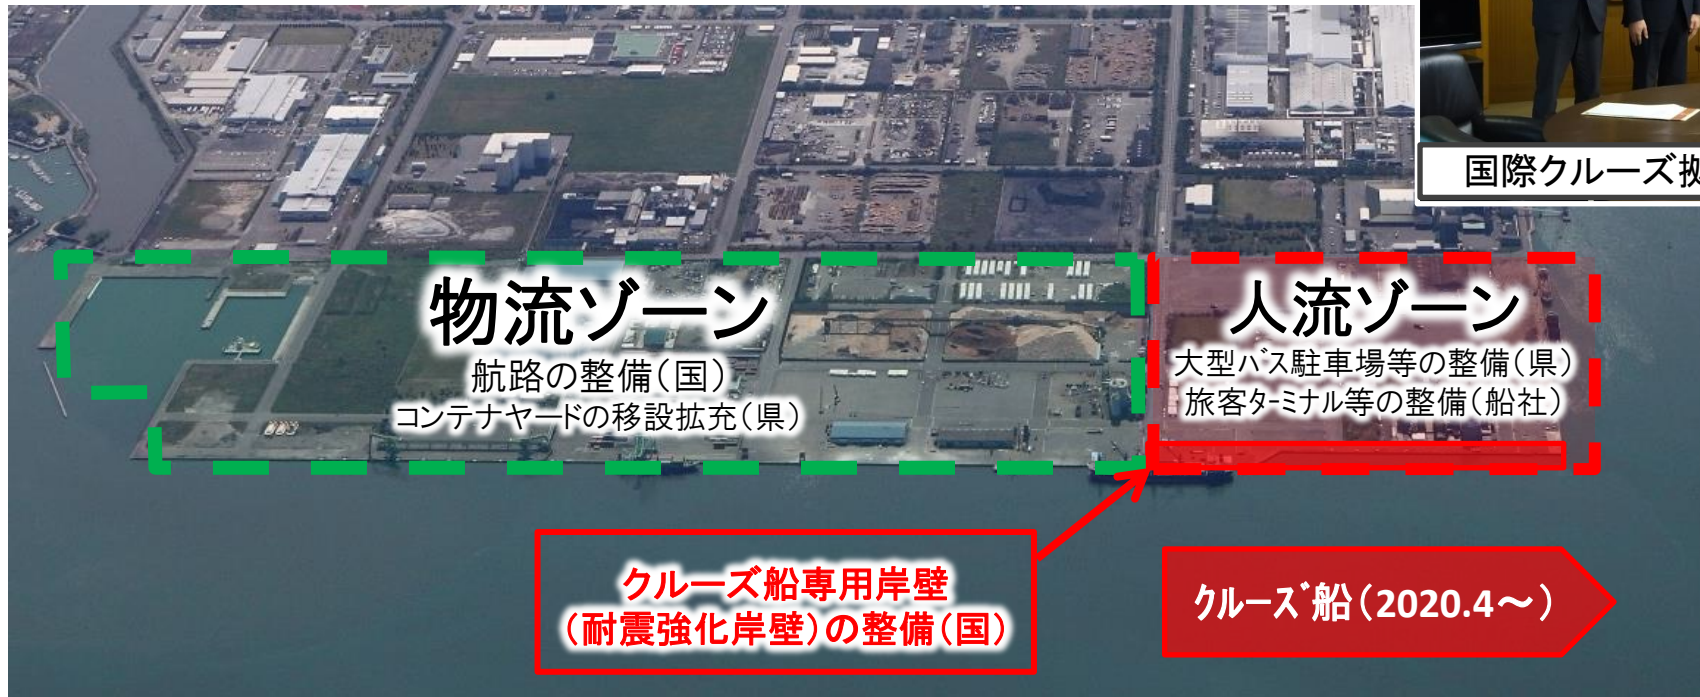 国際クルーズ拠
物流ゾーン
航路の整備(国)
コンテナヤードの移設拡充(県)
人流ゾーン
大型バス駐車場等の整備(県)
旅客ターミナル等の整備(船社)
クルーズ船専用岸壁
(耐震強化岸壁)の整備(国)
クルーズ船(2020.4～)